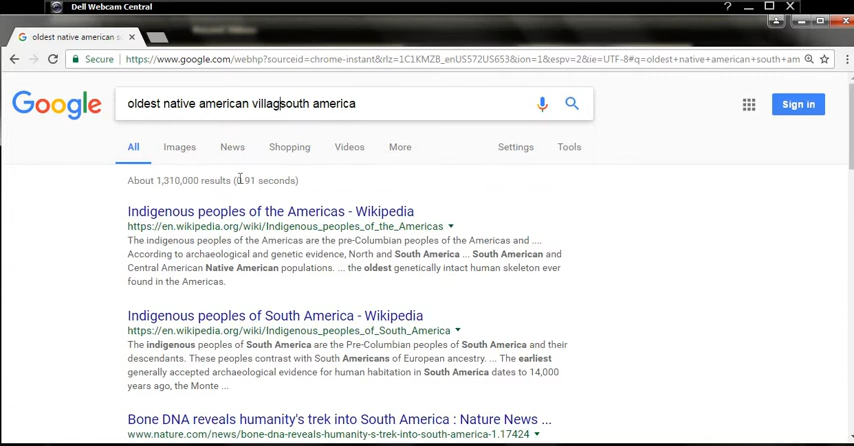 Dell Webcam Central
oldest native american s
Secure
https://www.google.com/webhp?sourceid=chrome-instant&rlz=1C1KMZB_enUS572US653&ion=1&espv=2&ie=UTF-8#q=oldest+native+american+south+am
Google
oldest native american villagsouth america
Sign in
All Images News Shopping Videos More Settings Tools
About 1,310,000 results (0.91 seconds)
Indigenous peoples of the Americas - Wikipedia
https://en.wikipedia.org/wiki/Indigenous_peoples_of_the_Americas
The indigenous peoples of the Americas are the pre-Columbian peoples of the Americas and ....
According to archaeological and genetic evidence, North and South America ... South American and
Central American Native American populations. ... the oldest genetically intact human skeleton ever
found in the Americas.
Indigenous peoples of South America - Wikipedia
https://en.wikipedia.org/wiki/Indigenous_peoples_of_South_America
The indigenous peoples of South America are the Pre-Columbian peoples of South America and their
descendants. These peoples contrast with South Americans of European ancestry. ... The earliest
generally accepted archaeological evidence for human habitation in South America dates to 14,000
years ago, the Monte ...
Bone DNA reveals humanity's trek into South America : Nature News ...
www.nature.com/news/bone-dna-reveals-humanity-s-trek-into-south-america-1.17424